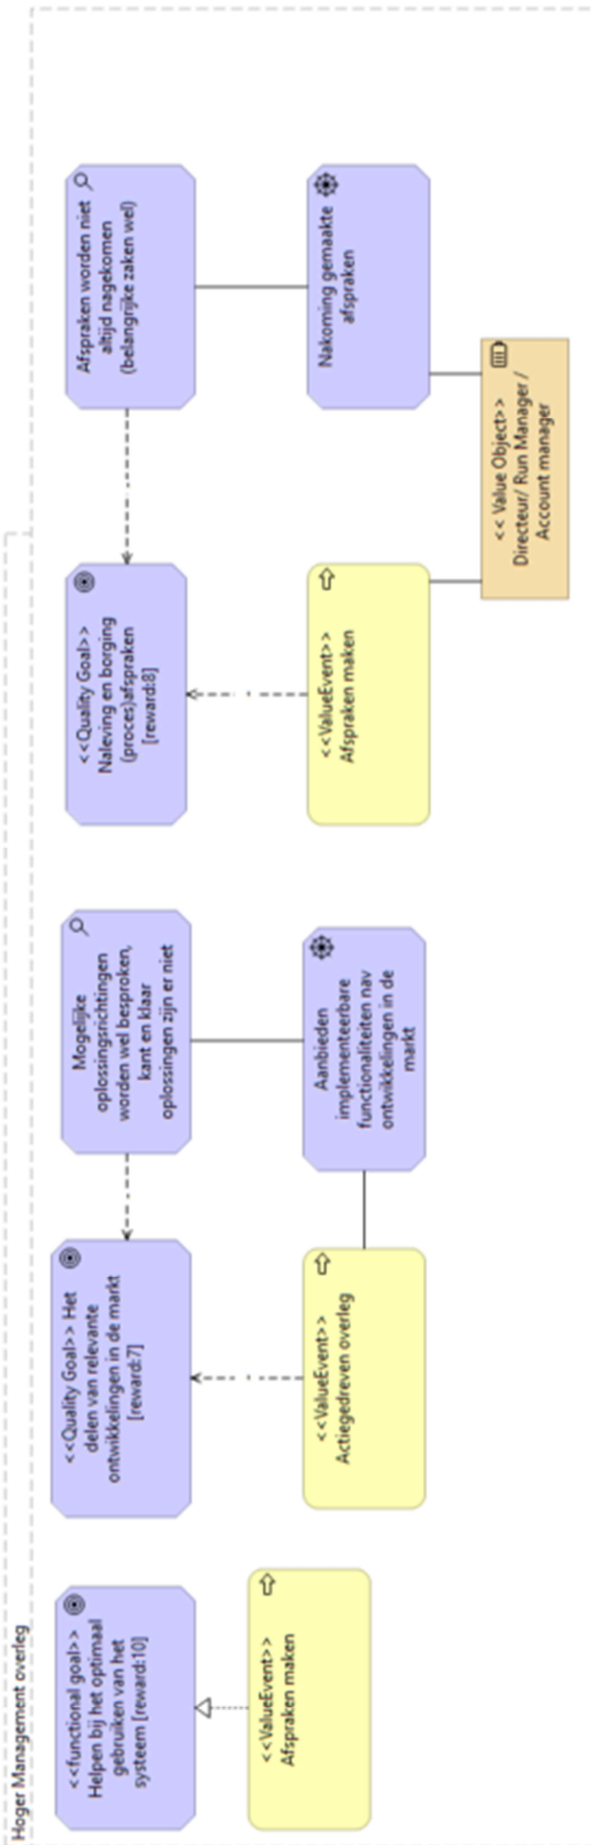 Hoger Management overleg
<<functional goal>>
Helpen bij het optimaal
gebruiken van het
systeem [reward:10]
<<Quality Goal>> Het
delen van relevante
ontwikkelingen in de markt
[reward:7]
Mogelijke
oplossingsrichtingen
worden wel besproken,
kant en klaar
oplossingen zijn er niet
<<Quality Goal>>
Naleving en borging
(proces)afspraken
[reward:8]
Afspraken worden niet
altijd nagekomen
(belangrijke zaken wel)
<<ValueEvent>>
Afspraken maken
<<ValueEvent>>
Actiegedreven overleg
Aanbieden
implementeerbare
functionaliteiten nav
ontwikkelingen in de
markt
<<ValueEvent>>
Afspraken maken
Nakoming gemaakte
afspraken
<< Value Object>>
Directeur/ Run Manager /
Account manager